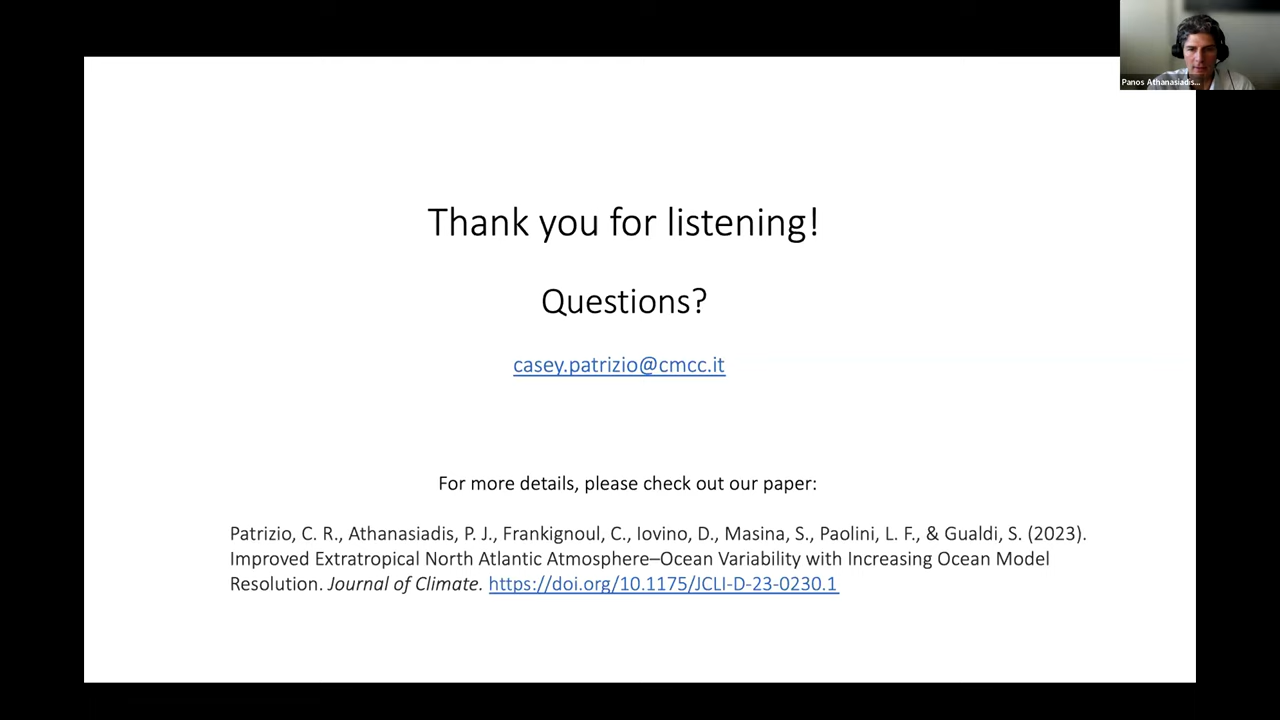 Panos Athanasiadis...
Thank you for listening!
Questions?
casey.patrizio@cmcc.it
For more details, please check out our paper:
Patrizio, C. R., Athanasiadis, P. J., Frankignoul, C., Iovino, D., Masina, S., Paolini, L. F., & Gualdi, S. (2023).
Improved Extratropical North Atlantic Atmosphere–Ocean Variability with Increasing Ocean Model
Resolution. Journal of Climate. https://doi.org/10.1175/JCLI-D-23-0230.1